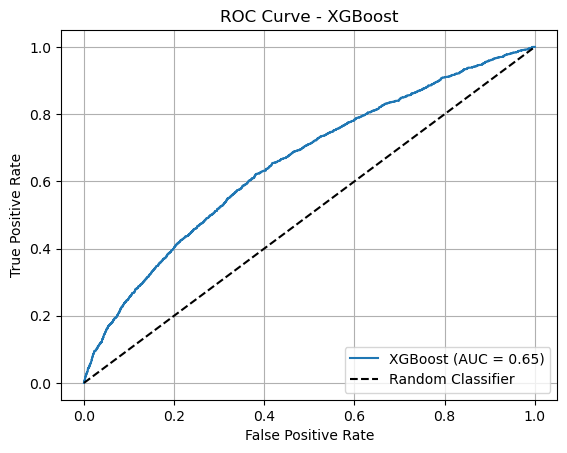 ROC Curve - XGBoost
True Positive Rate
1.0
0.8
0.6
0.4
0.2
0.0
XGBoost (AUC = 0.65)
Random Classifier
0.0 0.2 0.4 0.6 0.8 1.0
False Positive Rate